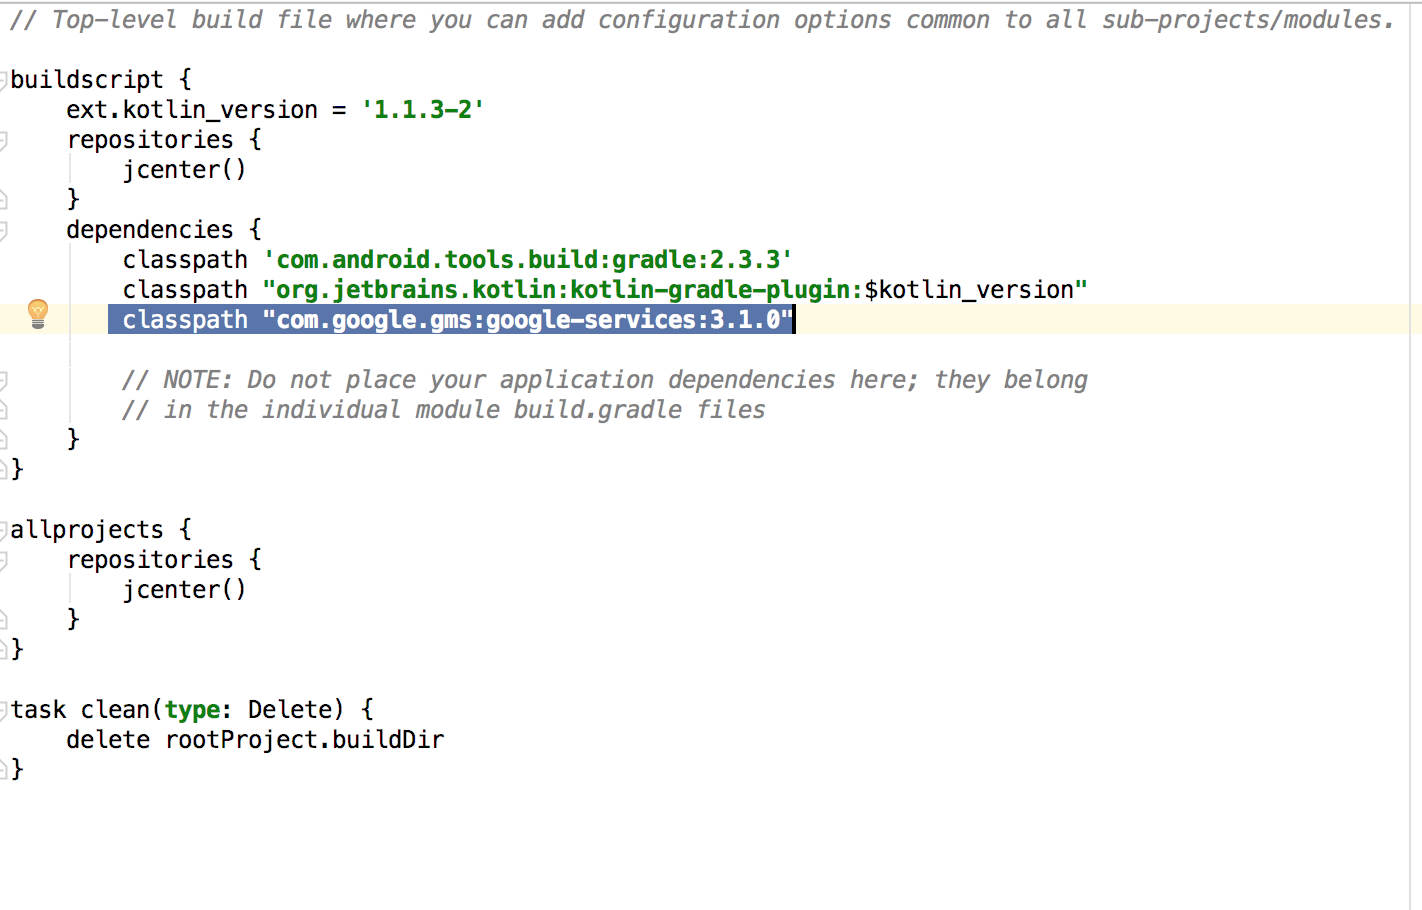 // Top-level build file where you can add configuration options common to all sub-projects/modules.
buildscript {
ext.kotlin_version = '1.1.3-2'
repositories {
jcenter()
}
dependencies {
classpath 'com.android.tools.build:gradle:2.3.3'
classpath "org.jetbrains.kotlin:kotlin-gradle-plugin:$kotlin_version"
classpath "com.google.gms:google-services:3.1.0"
// NOTE: Do not place your application dependencies here; they belong
// in the individual module build.gradle files
}
}
allprojects {
repositories {
jcenter()
}
}
task clean(type: Delete) {
delete rootProject.buildDir
}